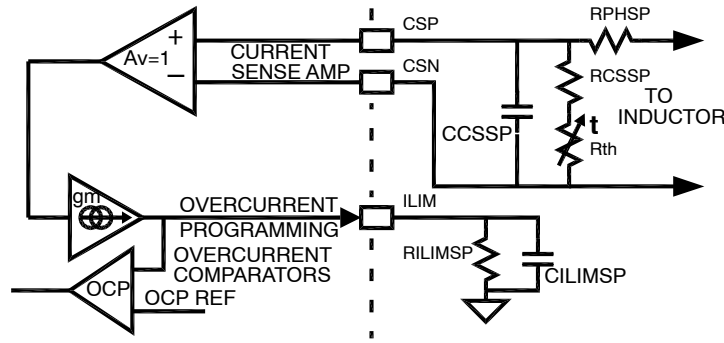 CSP
RPHSP
+
Av=1
−
CURRENT
SENSE AMP
CSN
RCSSP
TO
INDUCTOR
CCSSP
t
Rth
gm
OVERCURRENT
PROGRAMMING
ILIM
OVERCURRENT
COMPARATORS
RILIMSP
CILIMSP
OCP
OCP REF